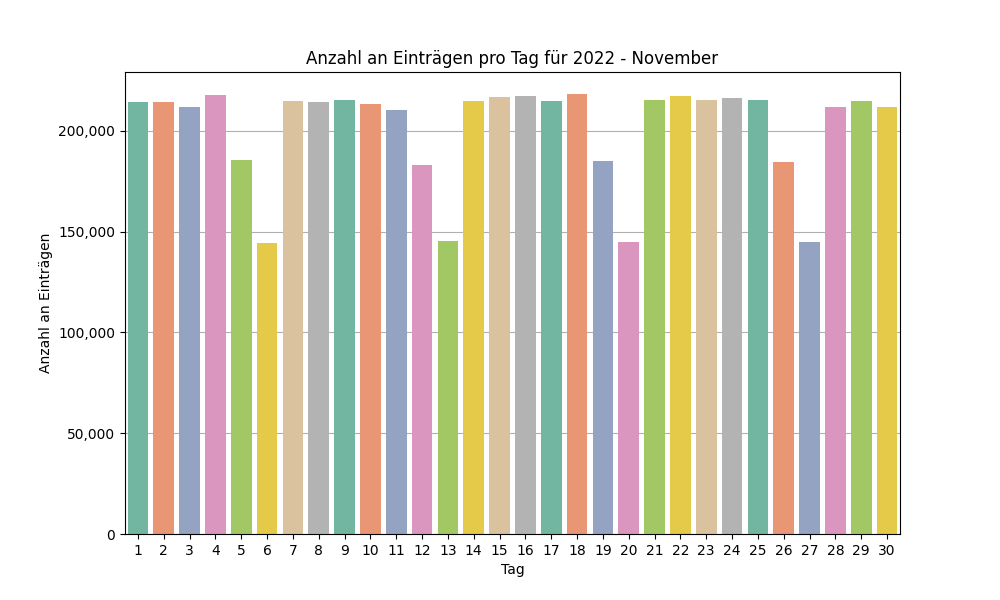 Anzahl an Einträgen pro Tag für 2022 - November
Anzahl an Einträgen
200,000
150,000
100,000
50,000
0
1 2 3 4 5 6 7 8 9 10 11 12 13 14 15 16 17 18 19 20 21 22 23 24 25 26 27 28 29 30
Tag